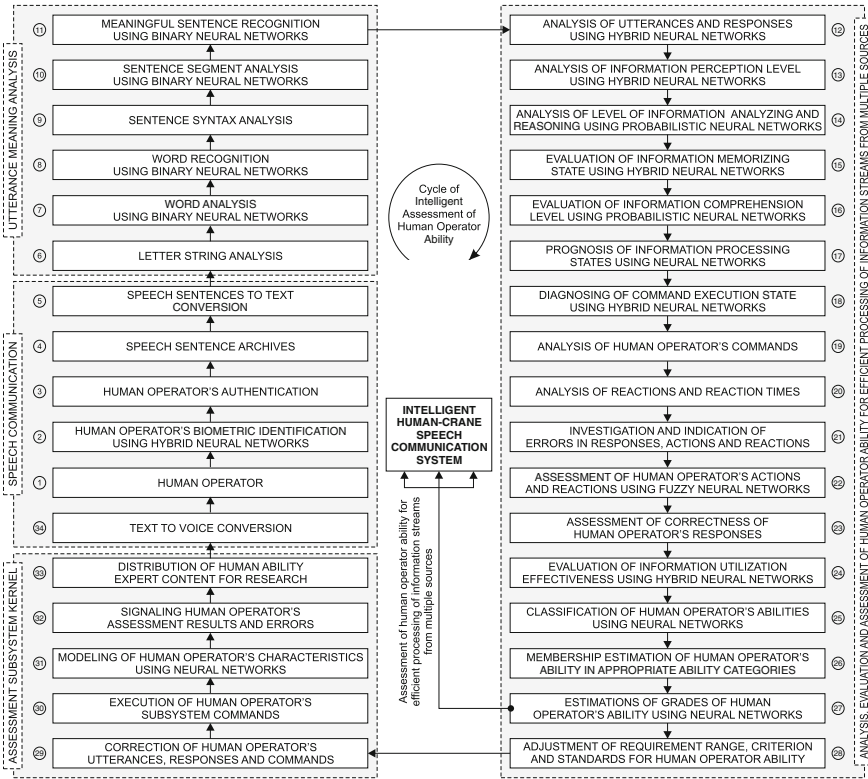 UTTERANCE MEANING ANALYSIS
11
MEANINGFUL SENTENCE RECOGNITION
USING BINARY NEURAL NETWORKS
10
SENTENCE SEGMENT ANALYSIS
USING BINARY NEURAL NETWORKS
9
SENTENCE SYNTAX ANALYSIS
8
WORD RECOGNITION
USING BINARY NEURAL NETWORKS
7
WORD ANALYSIS
USING BINARY NEURAL NETWORKS
6
LETTER STRING ANALYSIS
SPEECH COMMUNICATION
5
SPEECH SENTENCES TO TEXT
CONVERSION
4
SPEECH SENTENCE ARCHIVES
3
HUMAN OPERATOR'S AUTHENTICATION
2
HUMAN OPERATOR'S BIOMETRIC IDENTIFICATION
USING HYBRID NEURAL NETWORKS
1
HUMAN OPERATOR
34
TEXT TO VOICE CONVERSION
ASSESSMENT SUBSYSTEM KERNEL
33
DISTRIBUTION OF HUMAN ABILITY
EXPERT CONTENT FOR RESEARCH
32
SIGNALING HUMAN OPERATOR'S
ASSESSMENT RESULTS AND ERRORS
31
MODELING OF HUMAN OPERATOR'S CHARACTERISTICS
USING NEURAL NETWORKS
30
EXECUTION OF HUMAN OPERATOR'S
SUBSYSTEM COMMANDS
29
CORRECTION OF HUMAN OPERATOR'S
UTTERANCES, RESPONSES AND COMMANDS
Cycle of
Intelligent
Assessment of
Human Operator
Ability
INTELLIGENT
HUMAN-CRANE
SPEECH
COMMUNICATION
SYSTEM
Assessment of human operator ability for
efficient processing of information streams
from multiple sources
ANALYSIS OF UTTERANCES AND RESPONSES
USING HYBRID NEURAL NETWORKS
12
ANALYSIS OF INFORMATION PERCEPTION LEVEL
USING HYBRID NEURAL NETWORKS
13
ANALYSIS OF LEVEL OF INFORMATION ANALYZING AND
REASONING USING PROBABILISTIC NEURAL NETWORKS
14
EVALUATION OF INFORMATION MEMORIZING
STATE USING HYBRID NEURAL NETWORKS
15
EVALUATION OF INFORMATION COMPREHENSION
LEVEL USING PROBABILISTIC NEURAL NETWORKS
16
PROGNOSIS OF INFORMATION PROCESSING
STATES USING NEURAL NETWORKS
17
DIAGNOSING OF COMMAND EXECUTION STATE
USING HYBRID NEURAL NETWORKS
18
ANALYSIS OF HUMAN OPERATOR'S COMMANDS
19
ANALYSIS OF REACTIONS AND REACTION TIMES
20
INVESTIGATION AND INDICATION OF
ERRORS IN RESPONSES, ACTIONS AND REACTIONS
21
ASSESSMENT OF HUMAN OPERATOR'S ACTIONS
AND REACTIONS USING FUZZY NEURAL NETWORKS
22
ASSESSMENT OF CORRECTNESS OF
HUMAN OPERATOR'S RESPONSES
23
EVALUATION OF INFORMATION UTILIZATION
EFFECTIVENESS USING HYBRID NEURAL NETWORKS
24
CLASSIFICATION OF HUMAN OPERATOR'S ABILITIES
USING NEURAL NETWORKS
25
MEMBERSHIP ESTIMATION OF HUMAN OPERATOR'S
ABILITY IN APPROPRIATE ABILITY CATEGORIES
26
ESTIMATIONS OF GRADES OF HUMAN
OPERATOR'S ABILITY USING NEURAL NETWORKS
27
ADJUSTMENT OF REQUIREMENT RANGE, CRITERION
AND STANDARDS FOR HUMAN OPERATOR ABILITY
28
ANALYSIS, EVALUATION AND ASSESSMENT OF HUMAN OPERATOR ABILITY FOR EFFICIENT PROCESSING OF INFORMATION STREAMS FROM MULTIPLE SOURCES